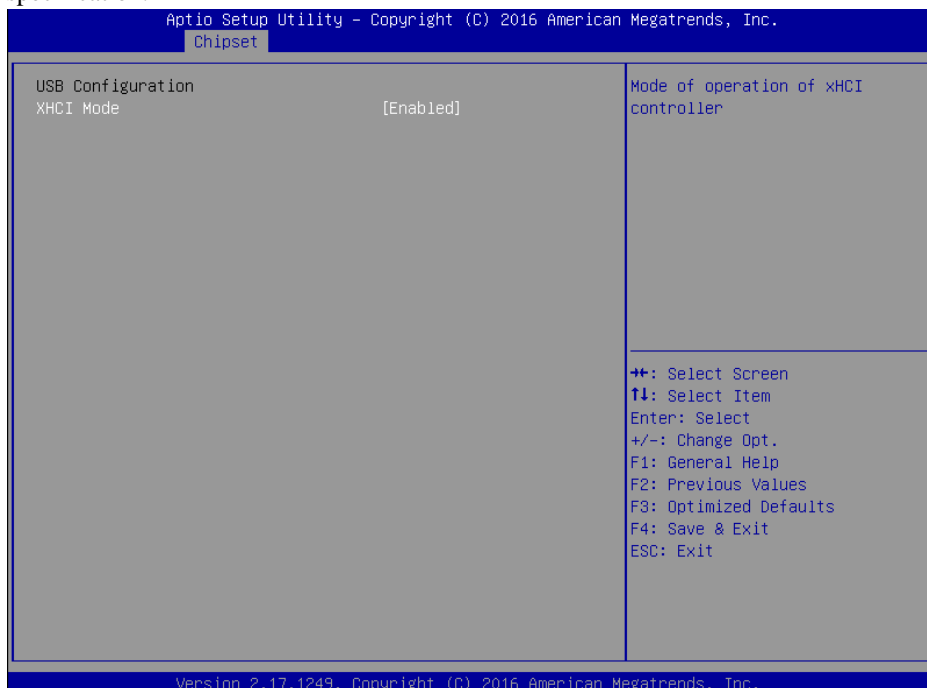 Aptio Setup Utility – Copyright (C) 2016 American Megatrends, Inc.
Chipset
USB Configuration
XHCI Mode [Enabled]
Mode of operation of xHCI
controller
→←: Select Screen
↑↓: Select Item
Enter: Select
+/-: Change Opt.
F1: General Help
F2: Previous Values
F3: Optimized Defaults
F4: Save & Exit
ESC: Exit
Version 2.17.1249. Copyright (C) 2016 American Megatrends, Inc.